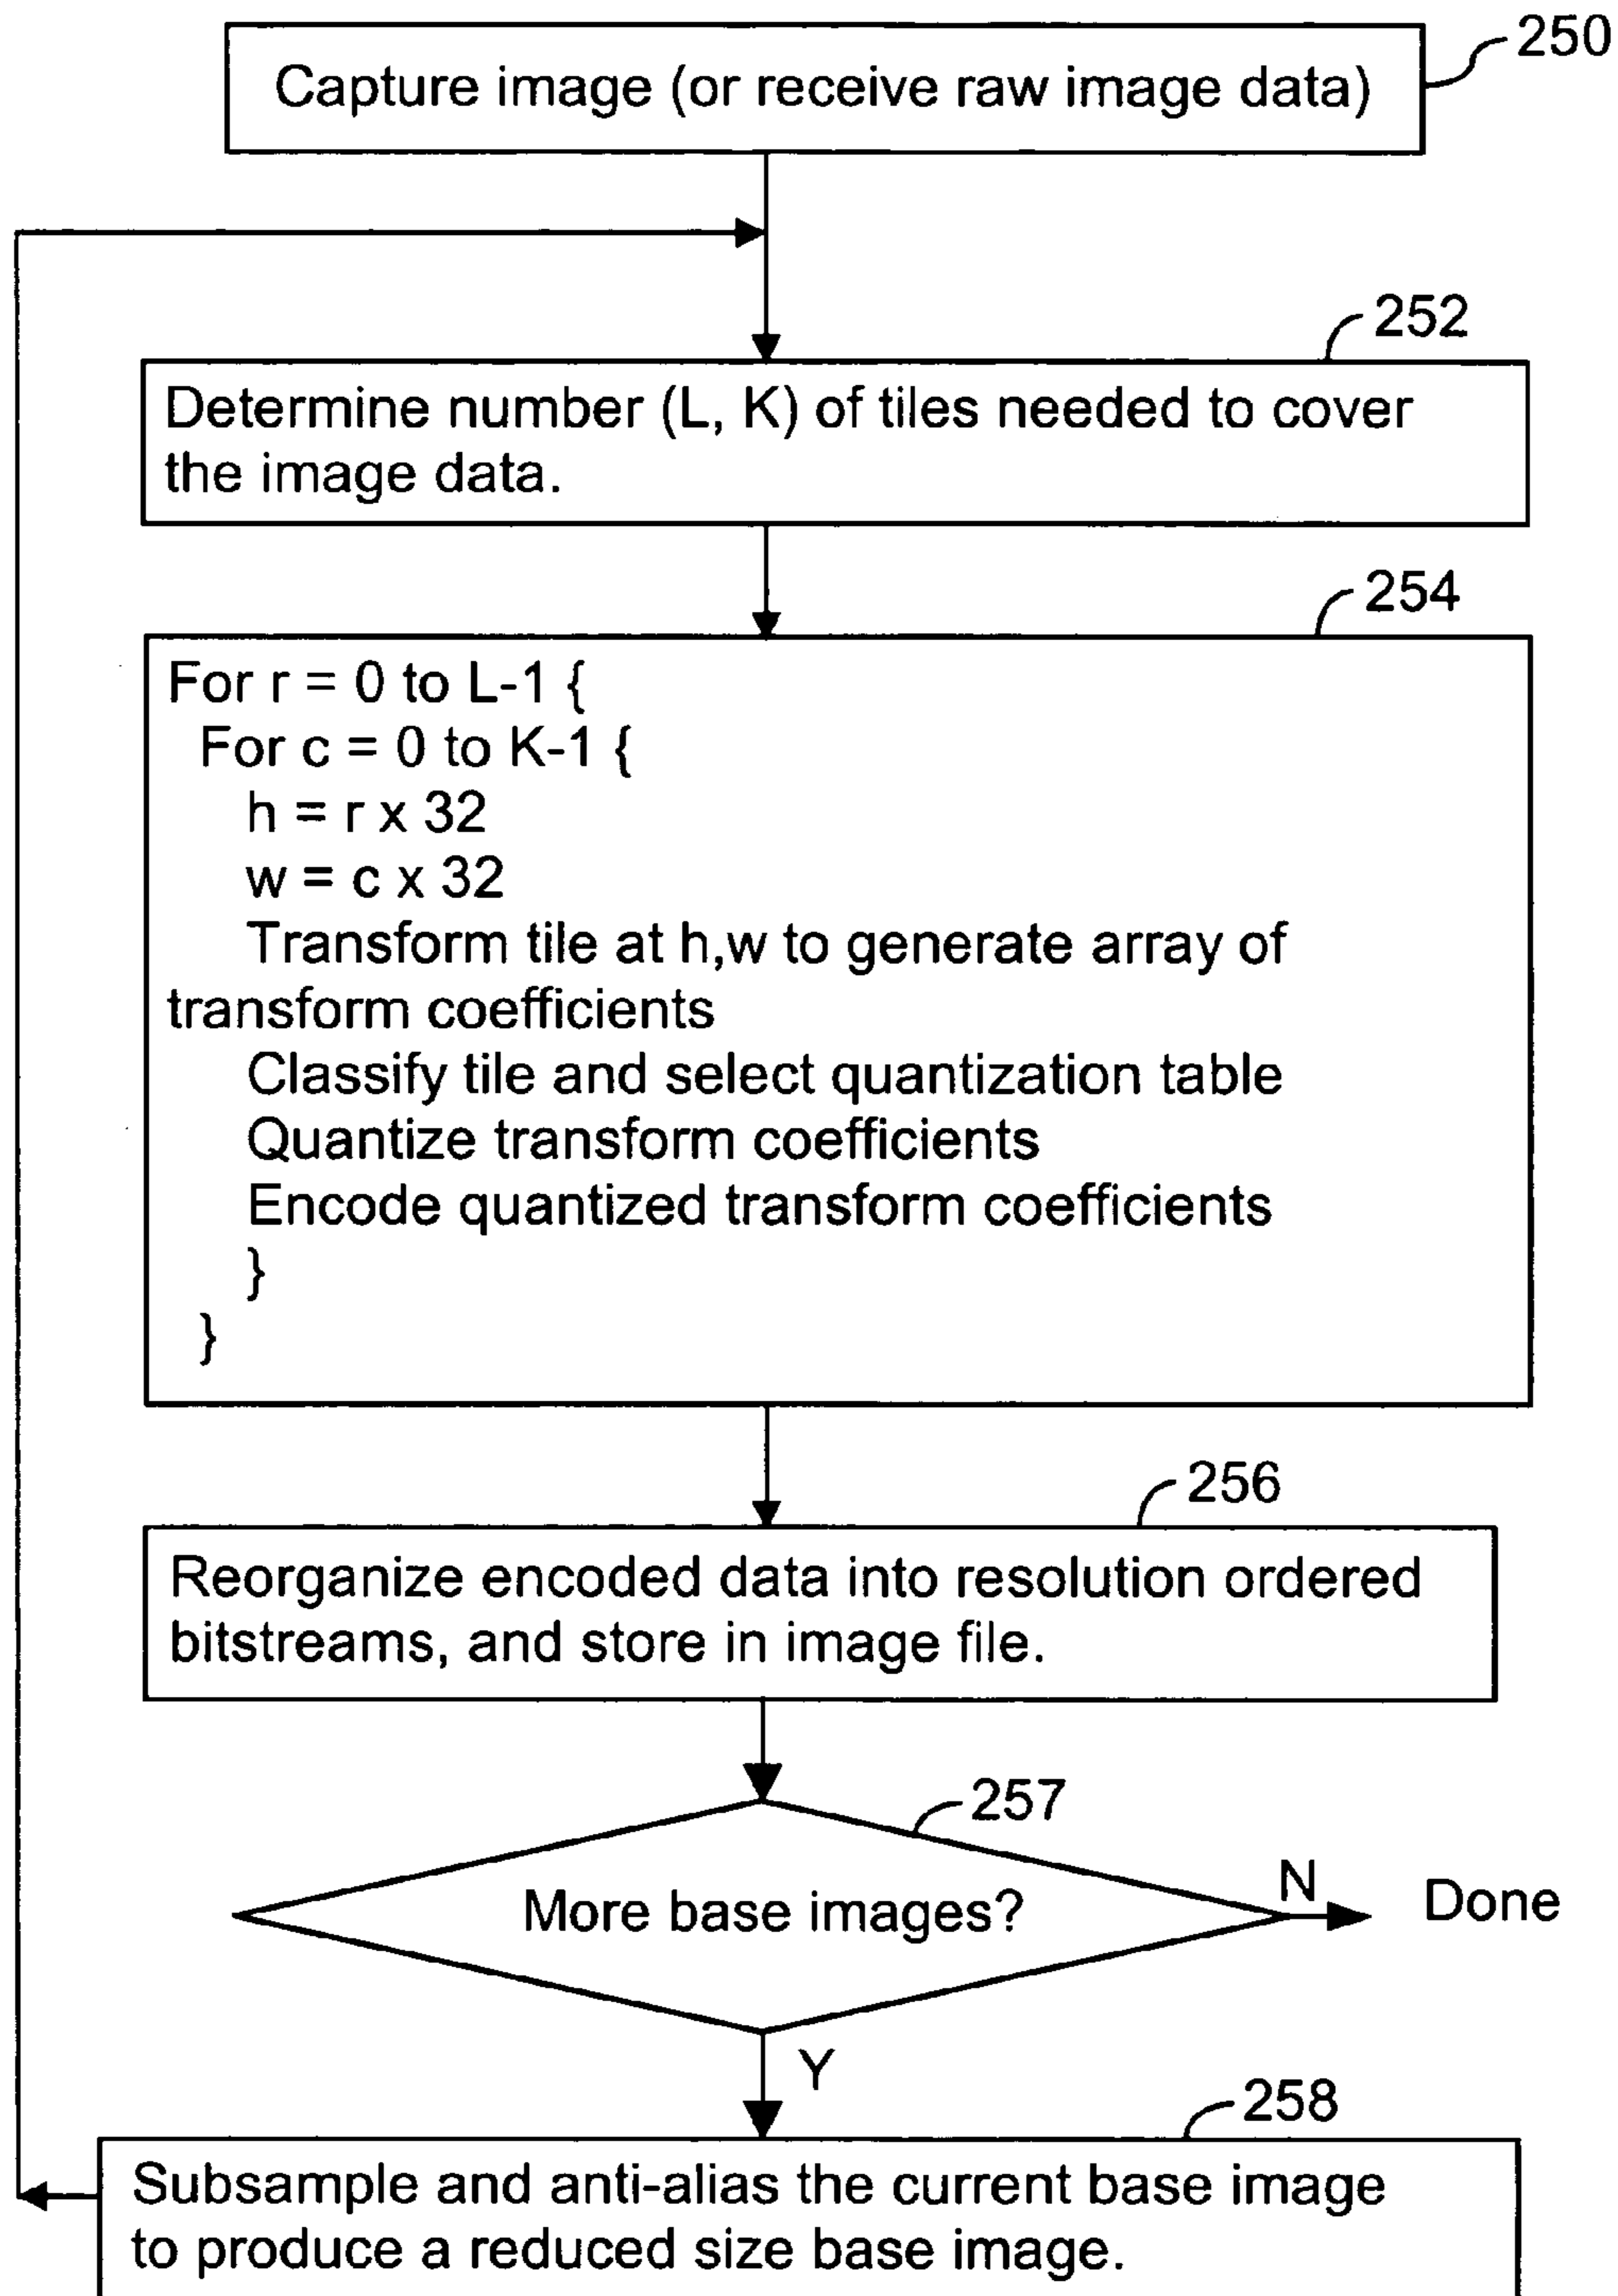 250
Capture image (or receive raw image data)
252
Determine number (L, K) of tiles needed to cover
the image data.
254
For r = 0 to L-1 {
For c = 0 to K-1 {
h = r x 32
w = c x 32
Transform tile at h,w to generate array of
transform coefficients
Classify tile and select quantization table
Quantize transform coefficients
Encode quantized transform coefficients
}
}
256
Reorganize encoded data into resolution ordered
bitstreams, and store in image file.
257
More base images?
N
Done
Y
258
Subsample and anti-alias the current base image
to produce a reduced size base image.